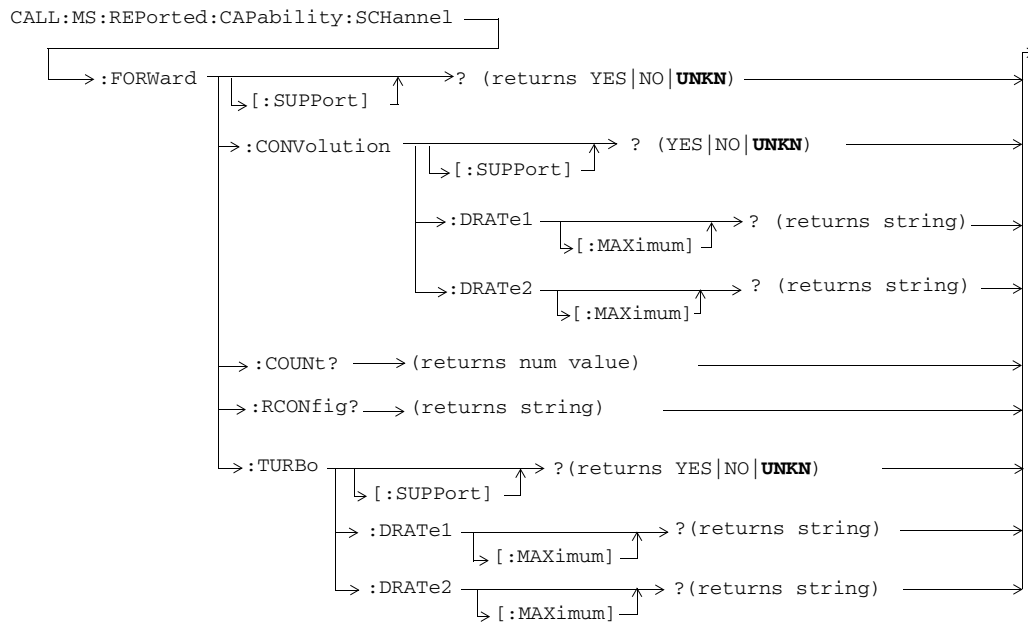 CALL:MS:REPorted:CAPability:SCHannel
:FORWard ? (returns YES|NO|UNKN)
[:SUPPort]
:CONVolution ? (YES|NO|UNKN)
[:SUPPort]
:DRATe1 ? (returns string)
[:MAXimum]
:DRATe2 ? (returns string)
[:MAXimum]
:COUNt? (returns num value)
:RCONfig? (returns string)
:TURBo ?(returns YES|NO|UNKN)
[:SUPPort]
:DRATe1 ?(returns string)
[:MAXimum]
:DRATe2 ?(returns string)
[:MAXimum]